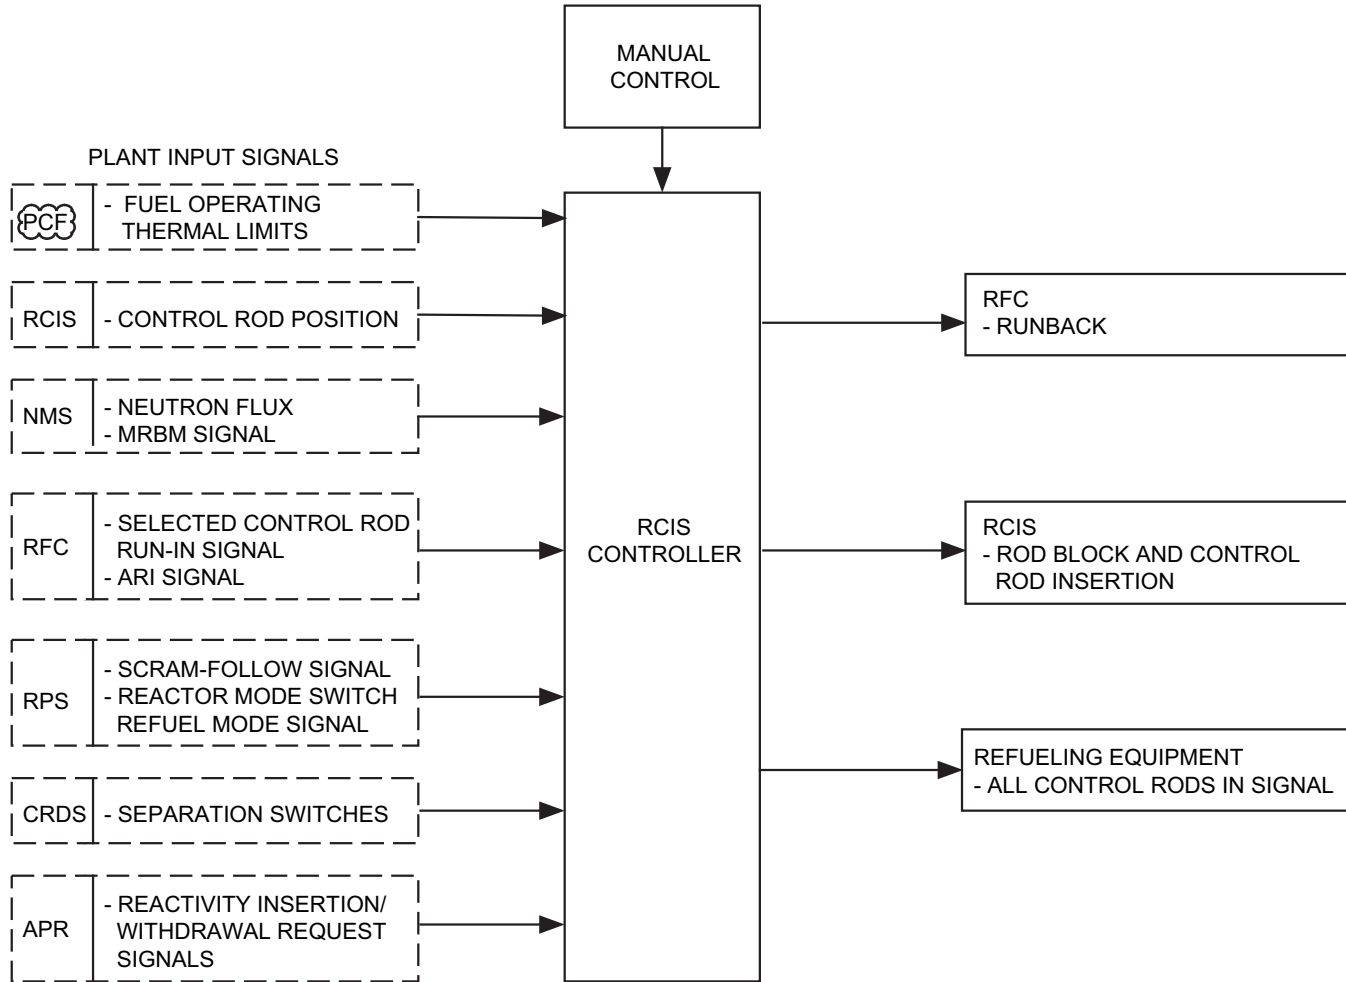 MANUAL
CONTROL
PLANT INPUT SIGNALS
PCF
- FUEL OPERATING
THERMAL LIMITS
RCIS
- CONTROL ROD POSITION
NMS
- NEUTRON FLUX
- MRBM SIGNAL
RFC
- SELECTED CONTROL ROD
RUN-IN SIGNAL
- ARI SIGNAL
RPS
- SCRAM-FOLLOW SIGNAL
- REACTOR MODE SWITCH
REFUEL MODE SIGNAL
CRDS
- SEPARATION SWITCHES
APR
- REACTIVITY INSERTION/
WITHDRAWAL REQUEST
SIGNALS
RCIS
CONTROLLER
RFC
- RUNBACK
RCIS
- ROD BLOCK AND CONTROL
ROD INSERTION
REFUELING EQUIPMENT
- ALL CONTROL RODS IN SIGNAL